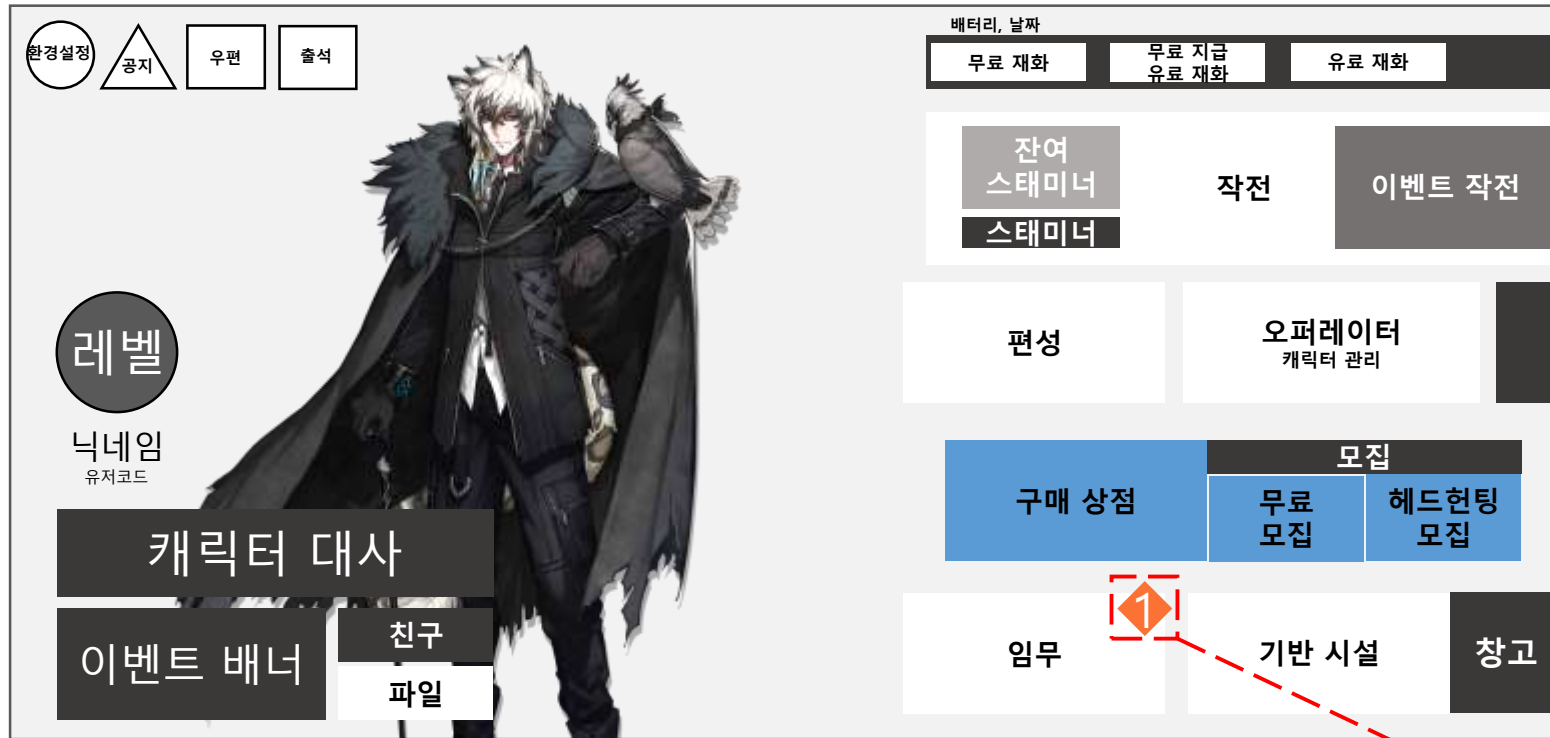 환경설정
공지
우편
출석
배터리, 날짜
무료 재화
무료 지급
유료 재화
유료 재화
잔여
스태미너
스태미너
작전
이벤트 작전
편성
오퍼레이터
캐릭터 관리
레벨
닉네임
유저코드
구매 상점
모집
무료
모집
헤드헌팅
모집
캐릭터 대사
이벤트 배너
친구
파일
1
임무
기반 시설
창고